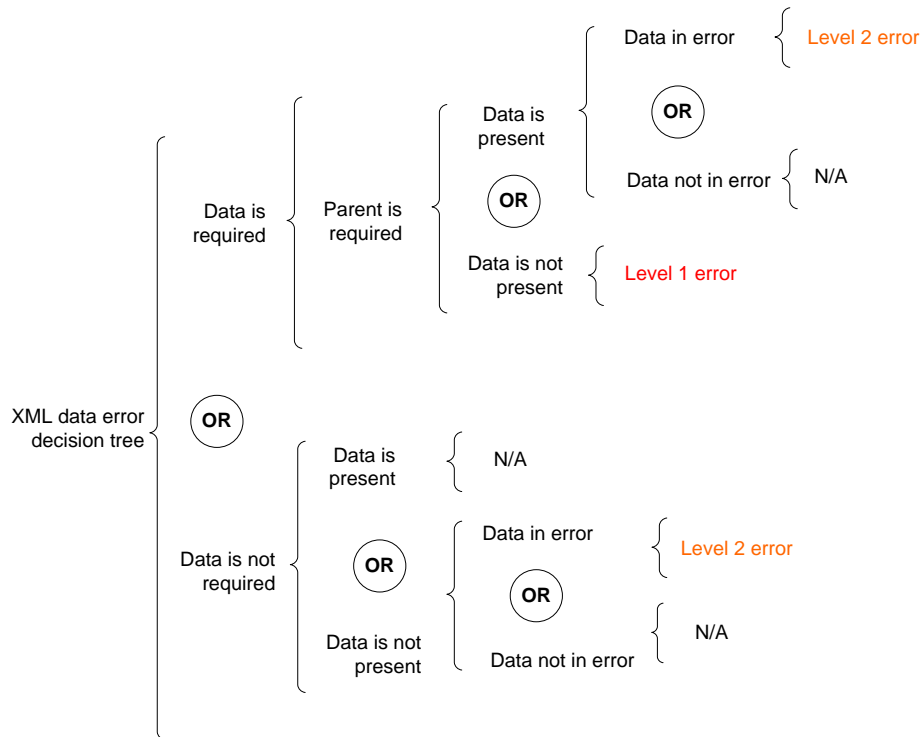 Data in error
Level 2 error
OR
Data is
present
Data not in error
N/A
OR
Data is
required
Parent is
required
Data is not
present
Level 1 error
XML data error
decision tree
OR
Data is
present
N/A
Data in error
Level 2 error
Data is not
required
OR
OR
Data is not
present
Data not in error
N/A